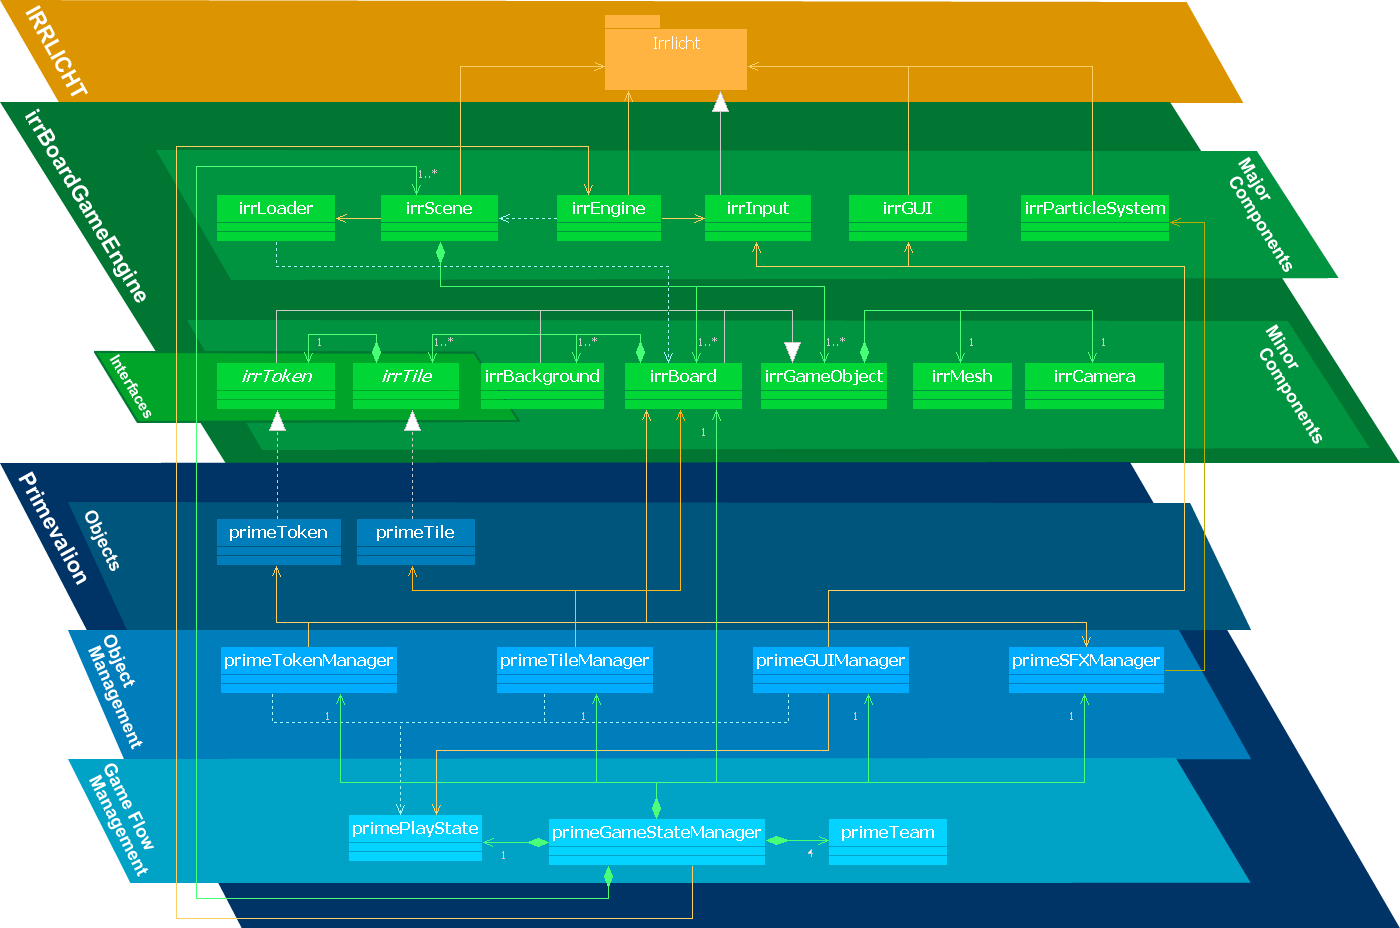 IRRLICHT
Irrlicht
irrBoardGameEngine
Major
Components
1..*
irrLoader
irrScene
irrEngine
irrInput
irrGUI
irrParticleSystem
Minor
Components
Interfaces
1
1..*
1..*
1..*
1..*
1
1
irrToken
irrTile
irrBackground
irrBoard
irrGameObject
irrMesh
irrCamera
1
Primevalion
Objects
primeToken
primeTile
Object
Management
primeTokenManager
primeTileManager
primeGUIManager
primeSFXManager
1
1
1
1
Game Flow
Management
primePlayState
primeGameStateManager
primeTeam
1
4